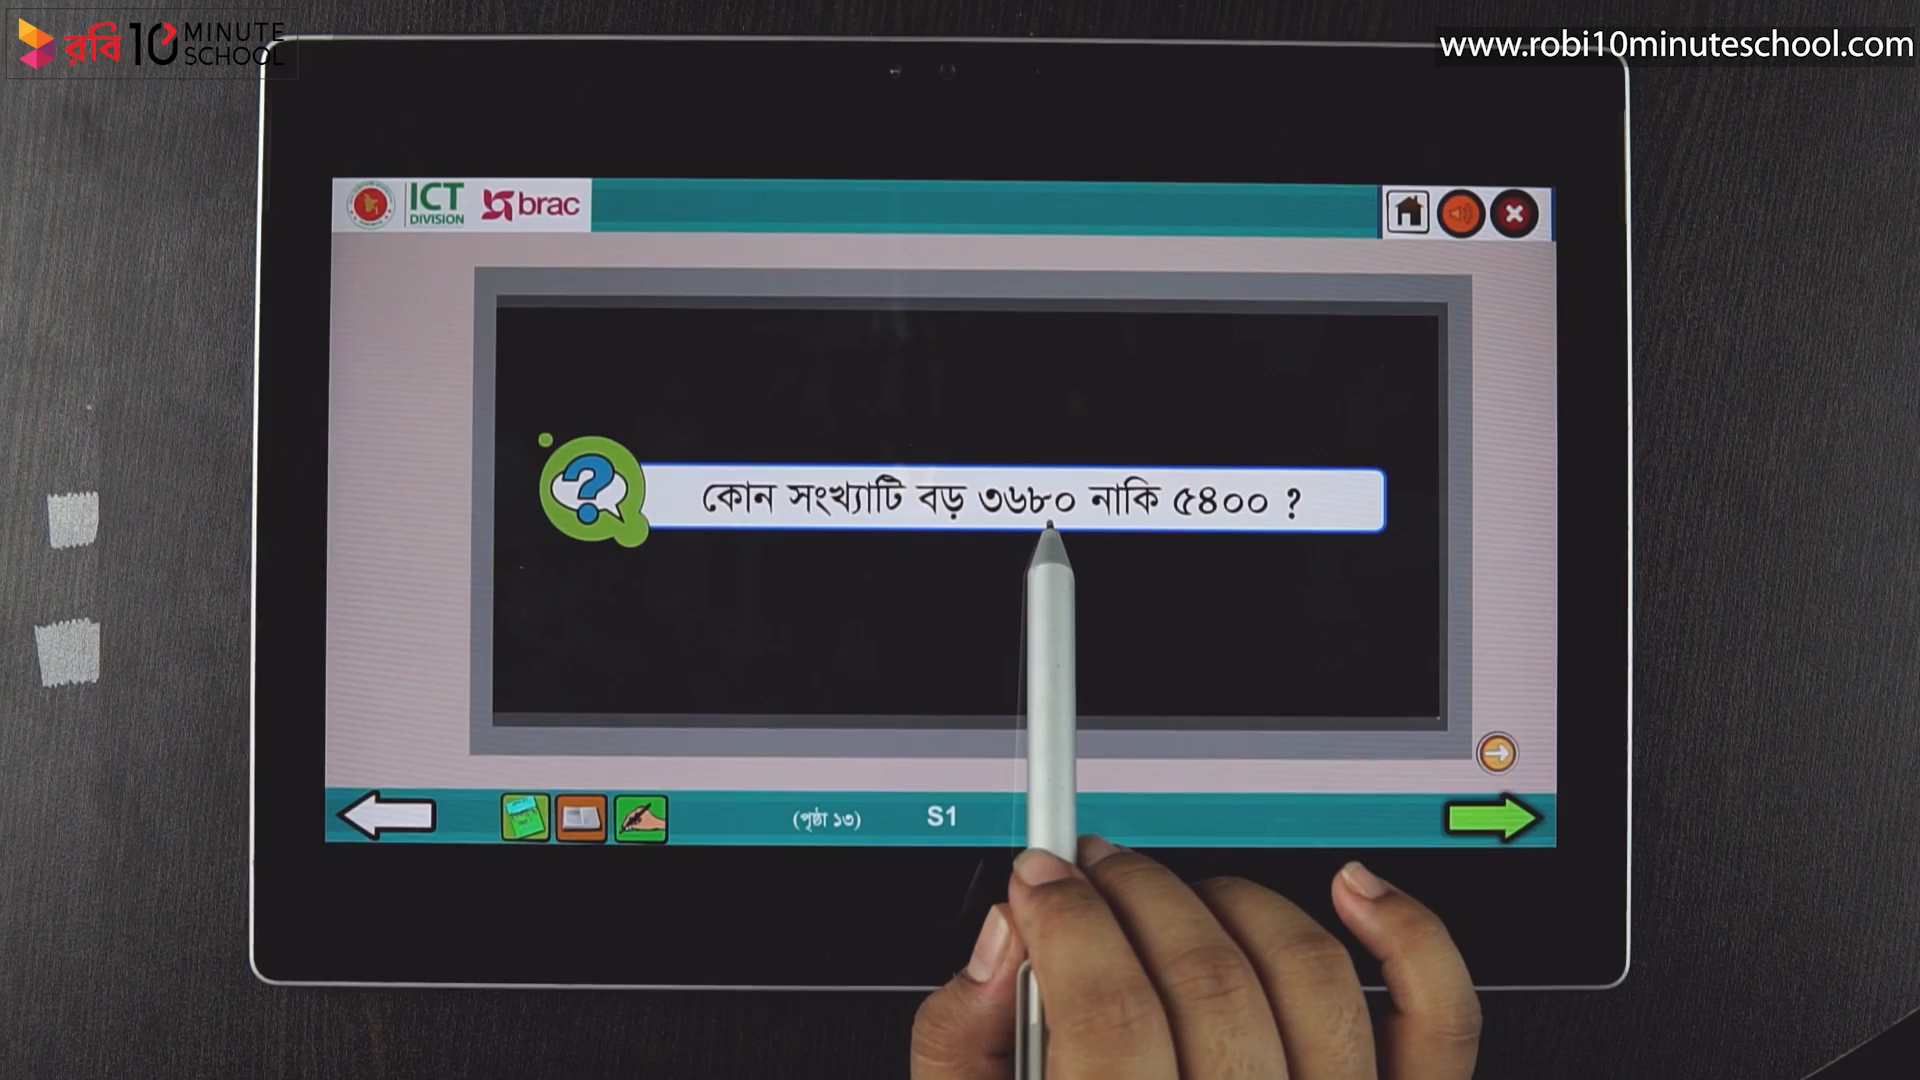 রবি 10 MINUTE SCHOOL
www.robi10minuteschool.com
ICT DIVISION
brac
কোন সংখ্যাটি বড় ৩৬৮০ নাকি ৫৪০০ ?
(পৃষ্ঠা ১৩) S1